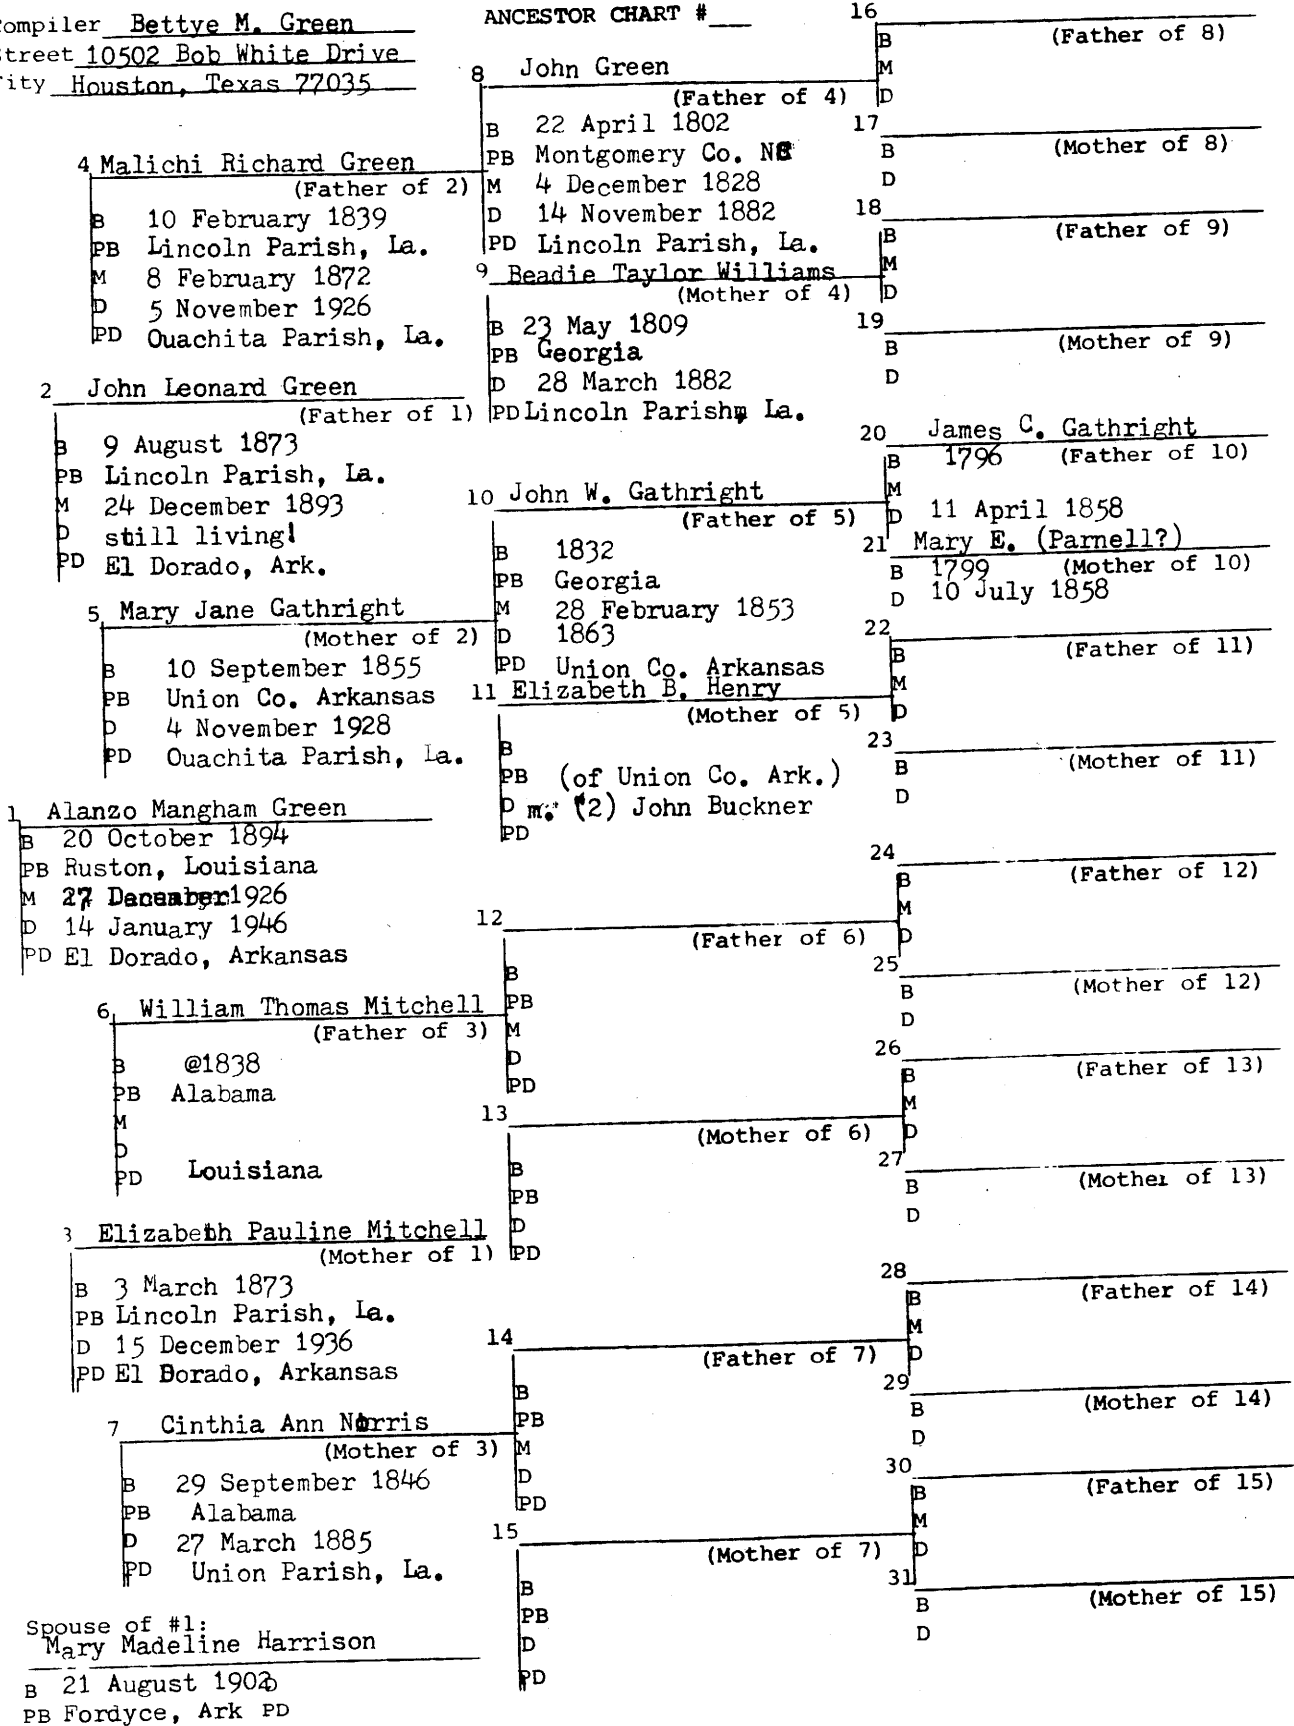 ompiler Bettye M. Green
treet 10502 Bob White Drive
ity Houston, Texas 77035
ANCESTOR CHART #___
4 Malichi Richard Green
(Father of 2)
B 10 February 1839
PB Lincoln Parish, La.
M 8 February 1872
D 5 November 1926
PD Ouachita Parish, La.
2 John Leonard Green
(Father of 1)
B 9 August 1873
PB Lincoln Parish, La.
M 24 December 1893
D still living!
PD El Dorado, Ark.
5 Mary Jane Gathright
(Mother of 2)
B 10 September 1855
PB Union Co. Arkansas
D 4 November 1928
PD Ouachita Parish, La.
1 Alanzo Mangham Green
B 20 October 1894
PB Ruston, Louisiana
M 27 1926
D 14 January 1946
PD El Dorado, Arkansas
6 William Thomas Mitchell
(Father of 3)
B @1838
PB Alabama
M
D
PD Louisiana
3 Elizabeth Pauline Mitchell
(Mother of 1)
B 3 March 1873
PB Lincoln Parish, La.
D 15 December 1936
PD El Dorado, Arkansas
7 Cinthia Ann Norris
(Mother of 3)
B 29 September 1846
PB Alabama
D 27 March 1885
PD Union Parish, La.
Spouse of #1:
Mary Madeline Harrison
B 21 August
PB Fordyce, Ark PD
8 John Green
(Father of 4)
B 22 April 1802
PB Montgomery Co. NC
M 4 December 1828
D 14 November 1882
PD Lincoln Parish, La.
9 Beadie Taylor Williams
(Mother of 4)
B 23 May 1809
PB Georgia
D 28 March 1882
PD Lincoln Parish, La.
10 John W. Gathright
(Father of 5)
B 1832
PB Georgia
M 28 February 1853
D 1863
PD Union Co. Arkansas
11 Elizabeth B. Henry
(Mother of 5)
B
PB (of Union Co. Ark.)
D m. (2) John Buckner
PD
12
(Father of 6)
B
PB
M
D
PD
13
(Mother of 6)
B
PB
D
PD
14
(Father of 7)
B
PB
M
D
PD
15
(Mother of 7)
B
PB
D
PD
16
(Father of 8)
B
M
D
17
(Mother of 8)
B
D
18
(Father of 9)
B
M
D
19
(Mother of 9)
B
D
20 James C. Gathright
B 1796 (Father of 10)
M
D 11 April 1858
21 Mary E. (Parnell?)
B 1799 (Mother of 10)
D 10 July 1858
22
(Father of 11)
B
M
D
23
(Mother of 11)
B
D
24
(Father of 12)
B
M
D
25
(Mother of 12)
B
D
26
(Father of 13)
B
M
D
27
(Mother of 13)
B
D
28
(Father of 14)
B
M
D
29
(Mother of 14)
B
D
30
(Father of 15)
B
M
D
31
(Mother of 15)
B
D